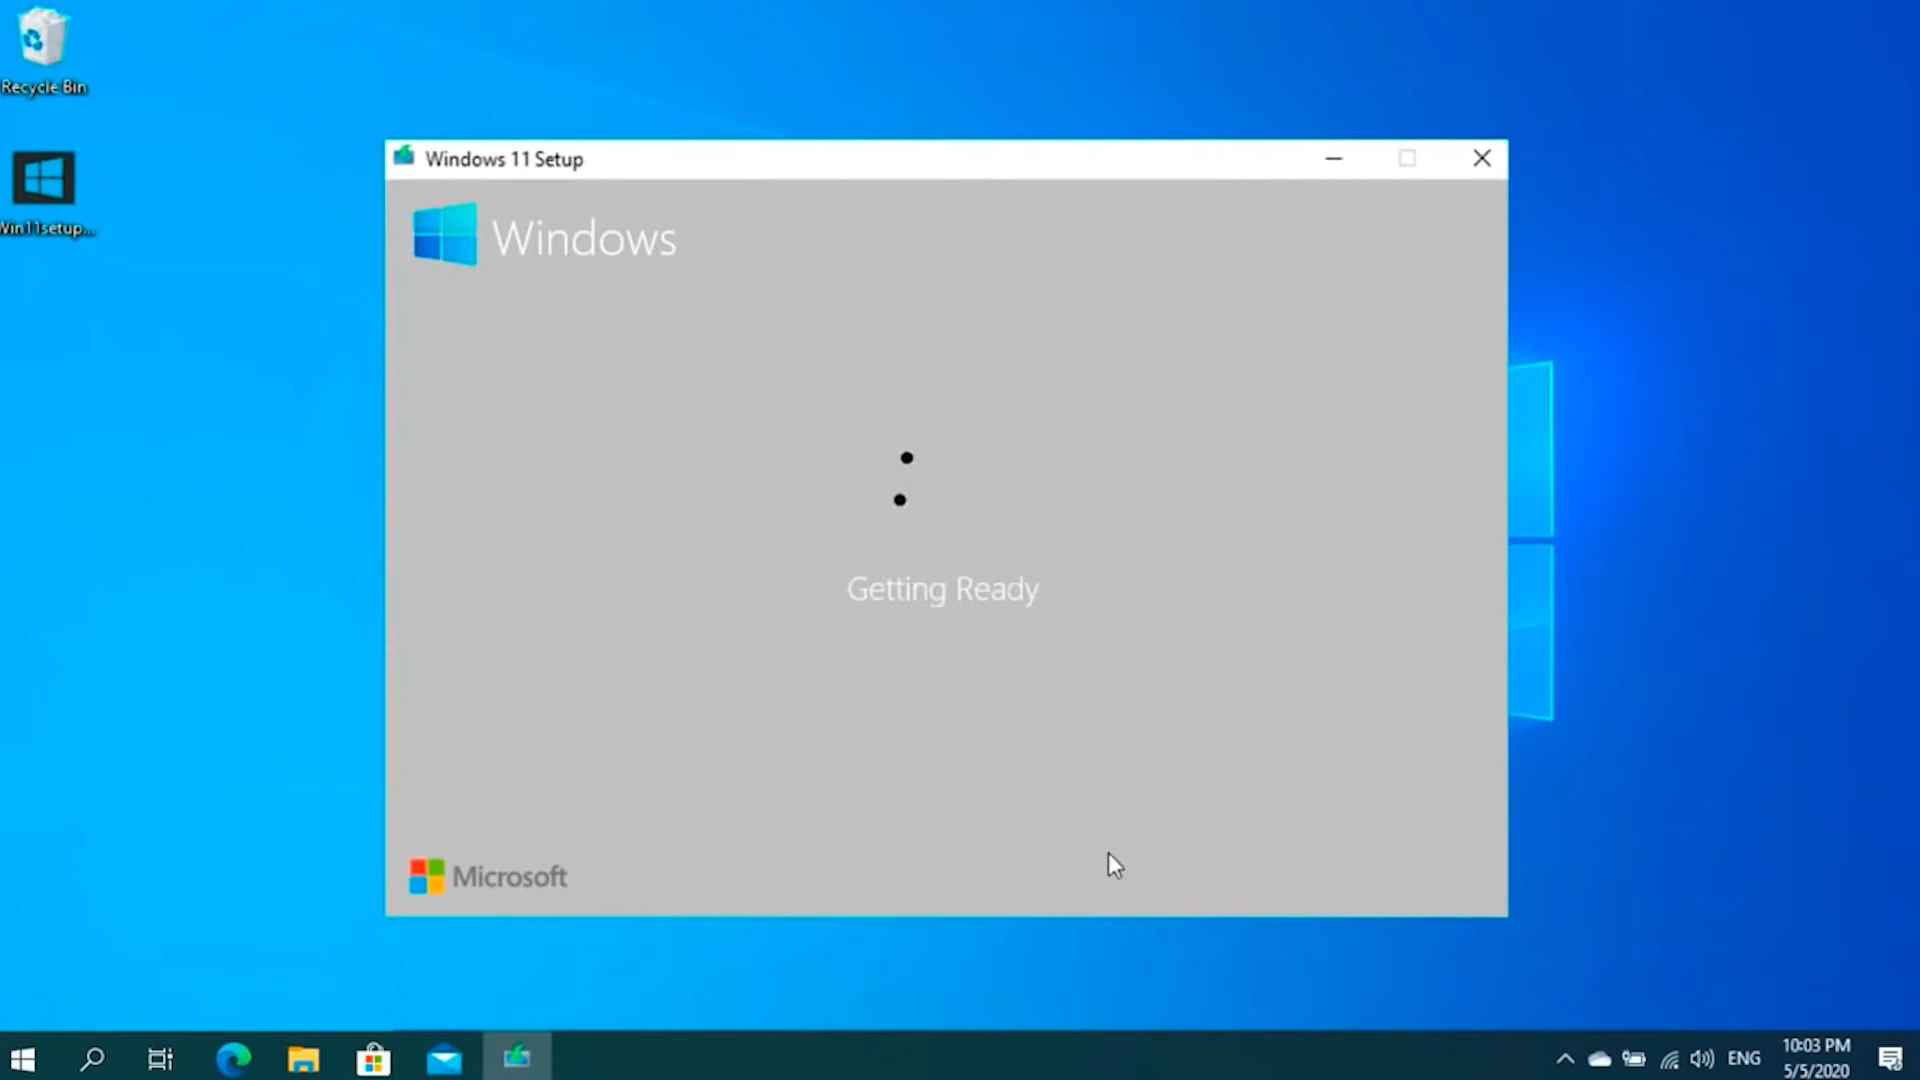 Recycle Bin
Win11setup...
Windows 11 Setup
Windows
Getting Ready
Microsoft
ENG
10:03 PM
5/5/2020